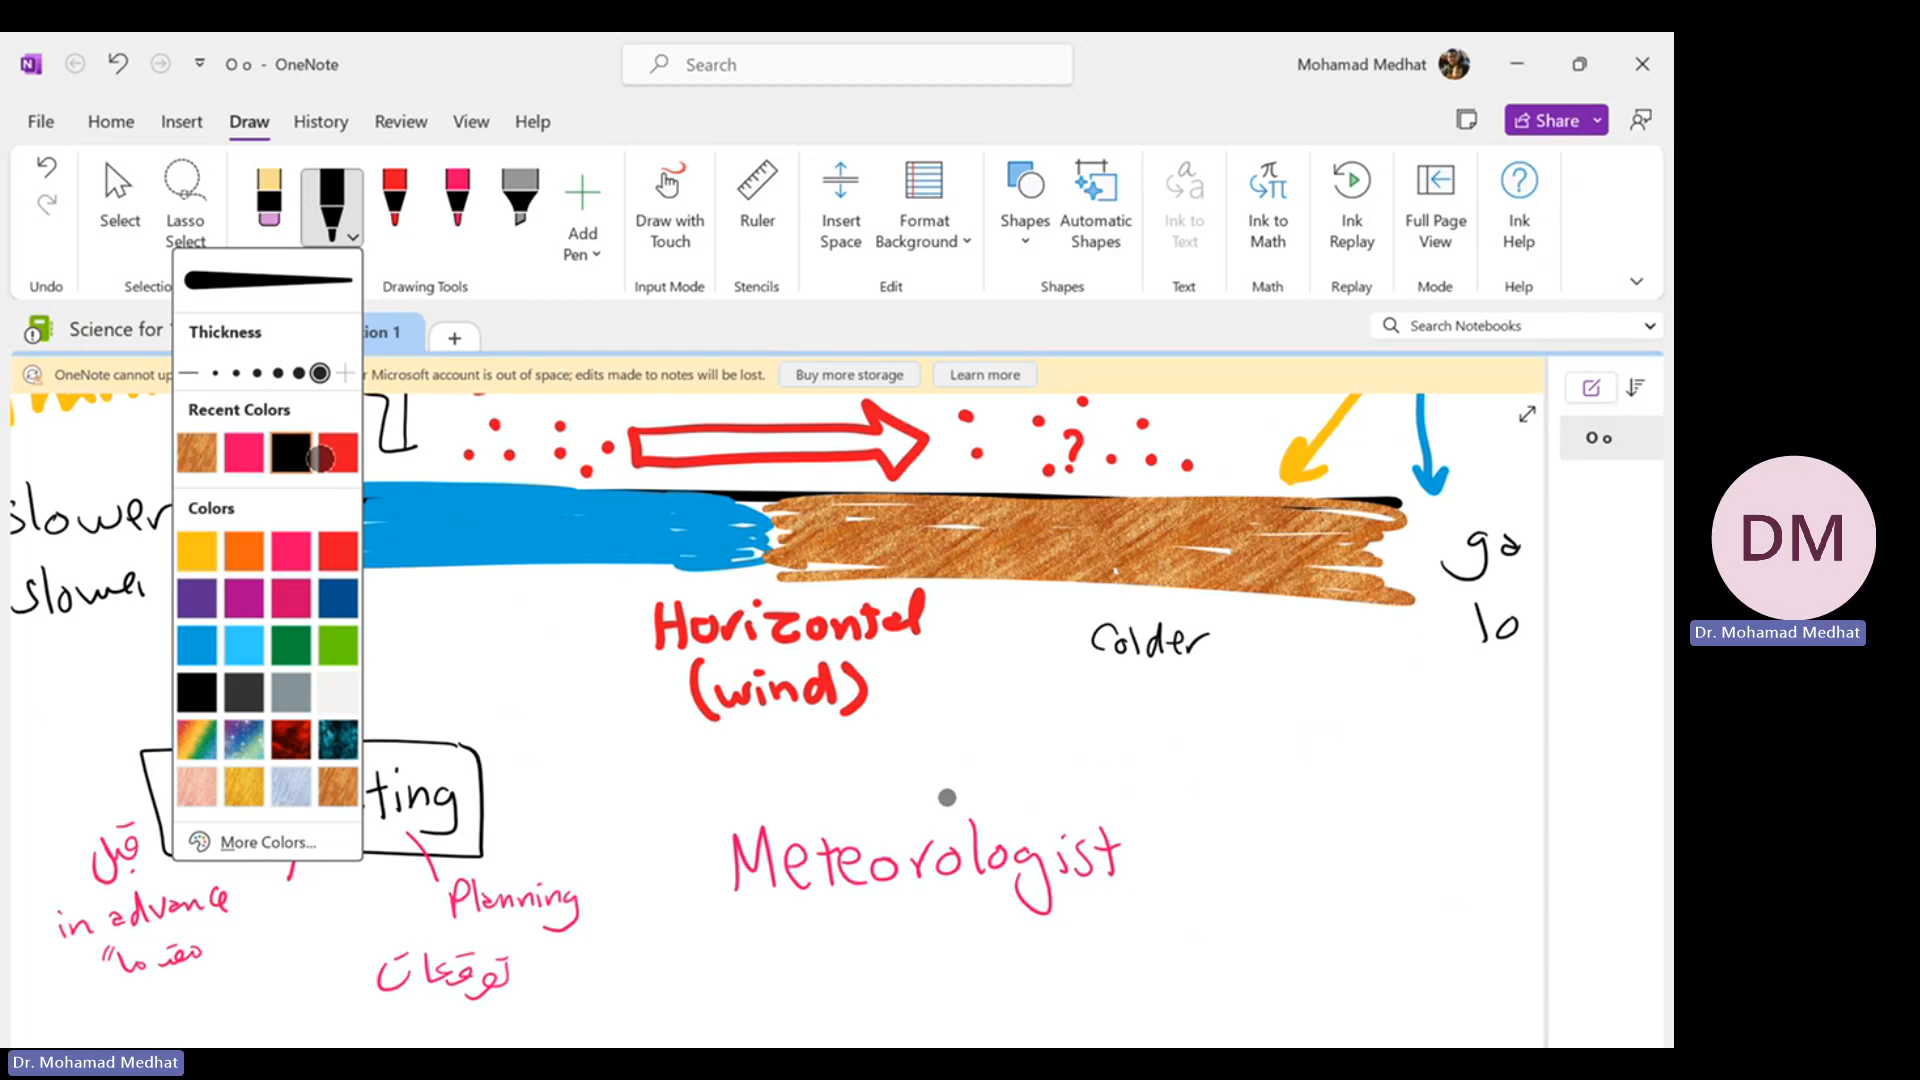 O o - OneNote
Search
Mohamad Medhat
File Home Insert Draw History Review View Help
Share
Select
Lasso Select
Add Pen
Draw with Touch
Ruler
Insert Space
Format Background
Shapes
Automatic Shapes
Ink to Text
Ink to Math
Ink Replay
Full Page View
Ink Help
Undo
Selectio
Drawing Tools
Input Mode
Stencils
Edit
Shapes
Text
Math
Replay
Mode
Help
Science for
ion 1
Search Notebooks
OneNote cannot up
r Microsoft account is out of space; edits made to notes will be lost.
Buy more storage
Learn more
O o
Thickness
Recent Colors
Colors
More Colors...
?
slower
slower
ga
lo
Horizontal
(wind)
Colder
ting
قبل
in advance
Planning
توقعات
Meteorologist
DM
Dr. Mohamad Medhat
Dr. Mohamad Medhat